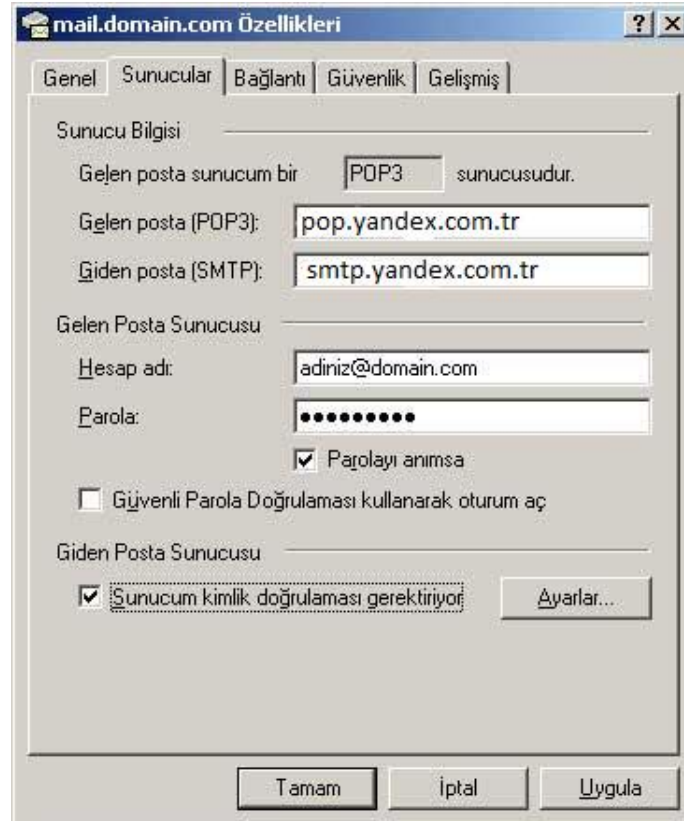 mail.domain.com Özellikleri
Genel Sunucular Bağlantı Güvenlik Gelişmiş
Sunucu Bilgisi
Gelen posta sunucum bir POP3 sunucusudur.
Gelen posta (POP3): pop.yandex.com.tr
Giden posta (SMTP): smtp.yandex.com.tr
Gelen Posta Sunucusu
Hesap adı: adiniz@domain.com
Parola: ●●●●●●●●●
Parolayı anımsa
Güvenli Parola Doğrulaması kullanarak oturum aç
Giden Posta Sunucusu
Sunucum kimlik doğrulaması gerektiriyor Ayarlar...
Tamam İptal Uygula